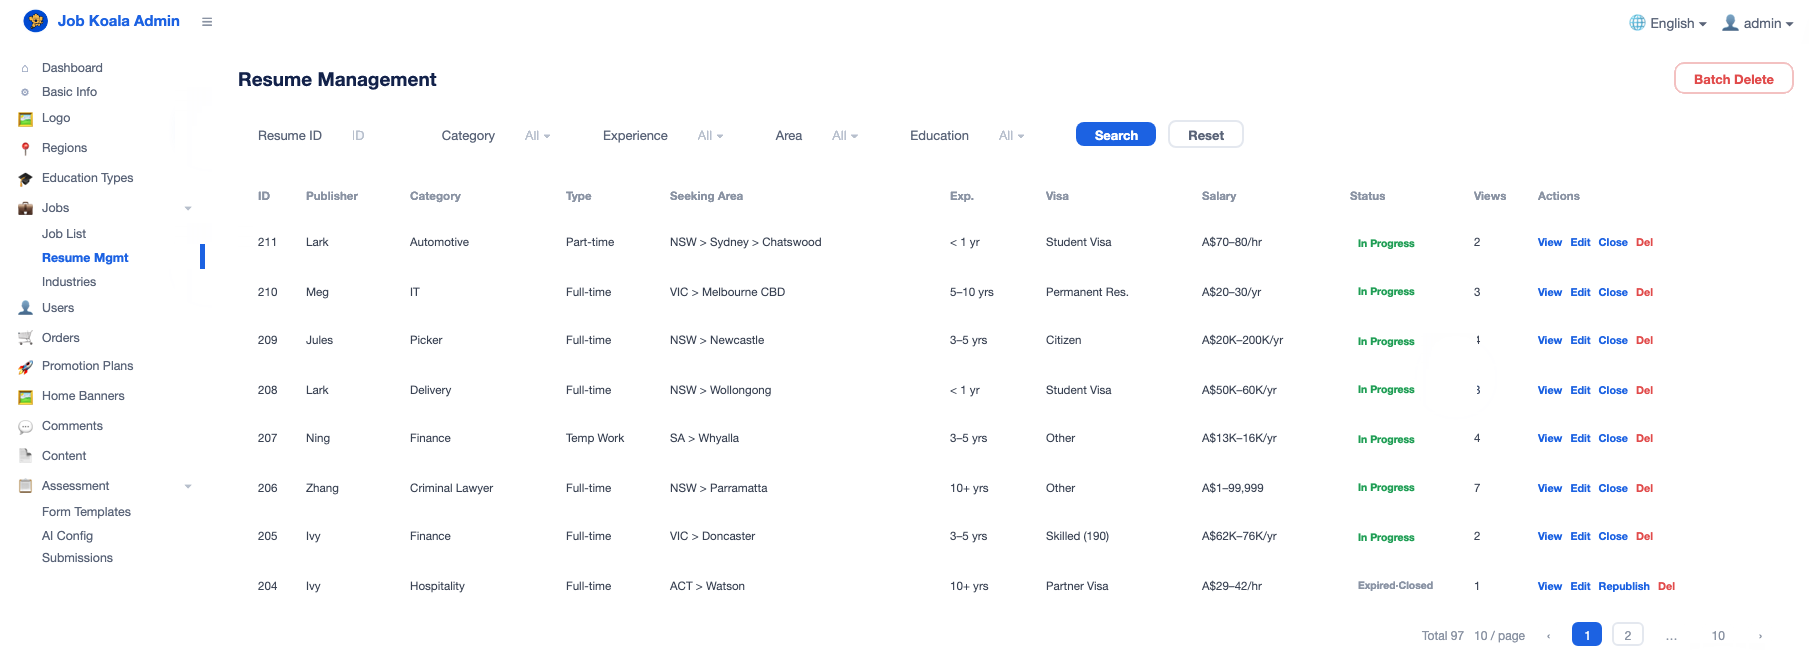 Job Koala Admin
English
admin
Dashboard
Basic Info
Logo
Regions
Education Types
Jobs
Job List
Resume Mgmt
Industries
Users
Orders
Promotion Plans
Home Banners
Comments
Content
Assessment
Form Templates
AI Config
Submissions
Resume Management
Batch Delete
Resume ID ID Category All Experience All Area All Education All Search Reset
ID Publisher Category Type Seeking Area Exp. Visa Salary Status Views Actions
211 Lark Automotive Part-time NSW > Sydney > Chatswood < 1 yr Student Visa A$70–80/hr In Progress 2 View Edit Close Del
210 Meg IT Full-time VIC > Melbourne CBD 5–10 yrs Permanent Res. A$20–30/yr In Progress 3 View Edit Close Del
209 Jules Picker Full-time NSW > Newcastle 3–5 yrs Citizen A$20K–200K/yr In Progress View Edit Close Del
208 Lark Delivery Full-time NSW > Wollongong < 1 yr Student Visa A$50K–60K/yr In Progress View Edit Close Del
207 Ning Finance Temp Work SA > Whyalla 3–5 yrs Other A$13K–16K/yr In Progress 4 View Edit Close Del
206 Zhang Criminal Lawyer Full-time NSW > Parramatta 10+ yrs Other A$1–99,999 In Progress 7 View Edit Close Del
205 Ivy Finance Full-time VIC > Doncaster 3–5 yrs Skilled (190) A$62K–76K/yr In Progress 2 View Edit Close Del
204 Ivy Hospitality Full-time ACT > Watson 10+ yrs Partner Visa A$29–42/hr Expired·Closed 1 View Edit Republish Del
Total 97 10 / page ‹ 1 2 … 10 ›